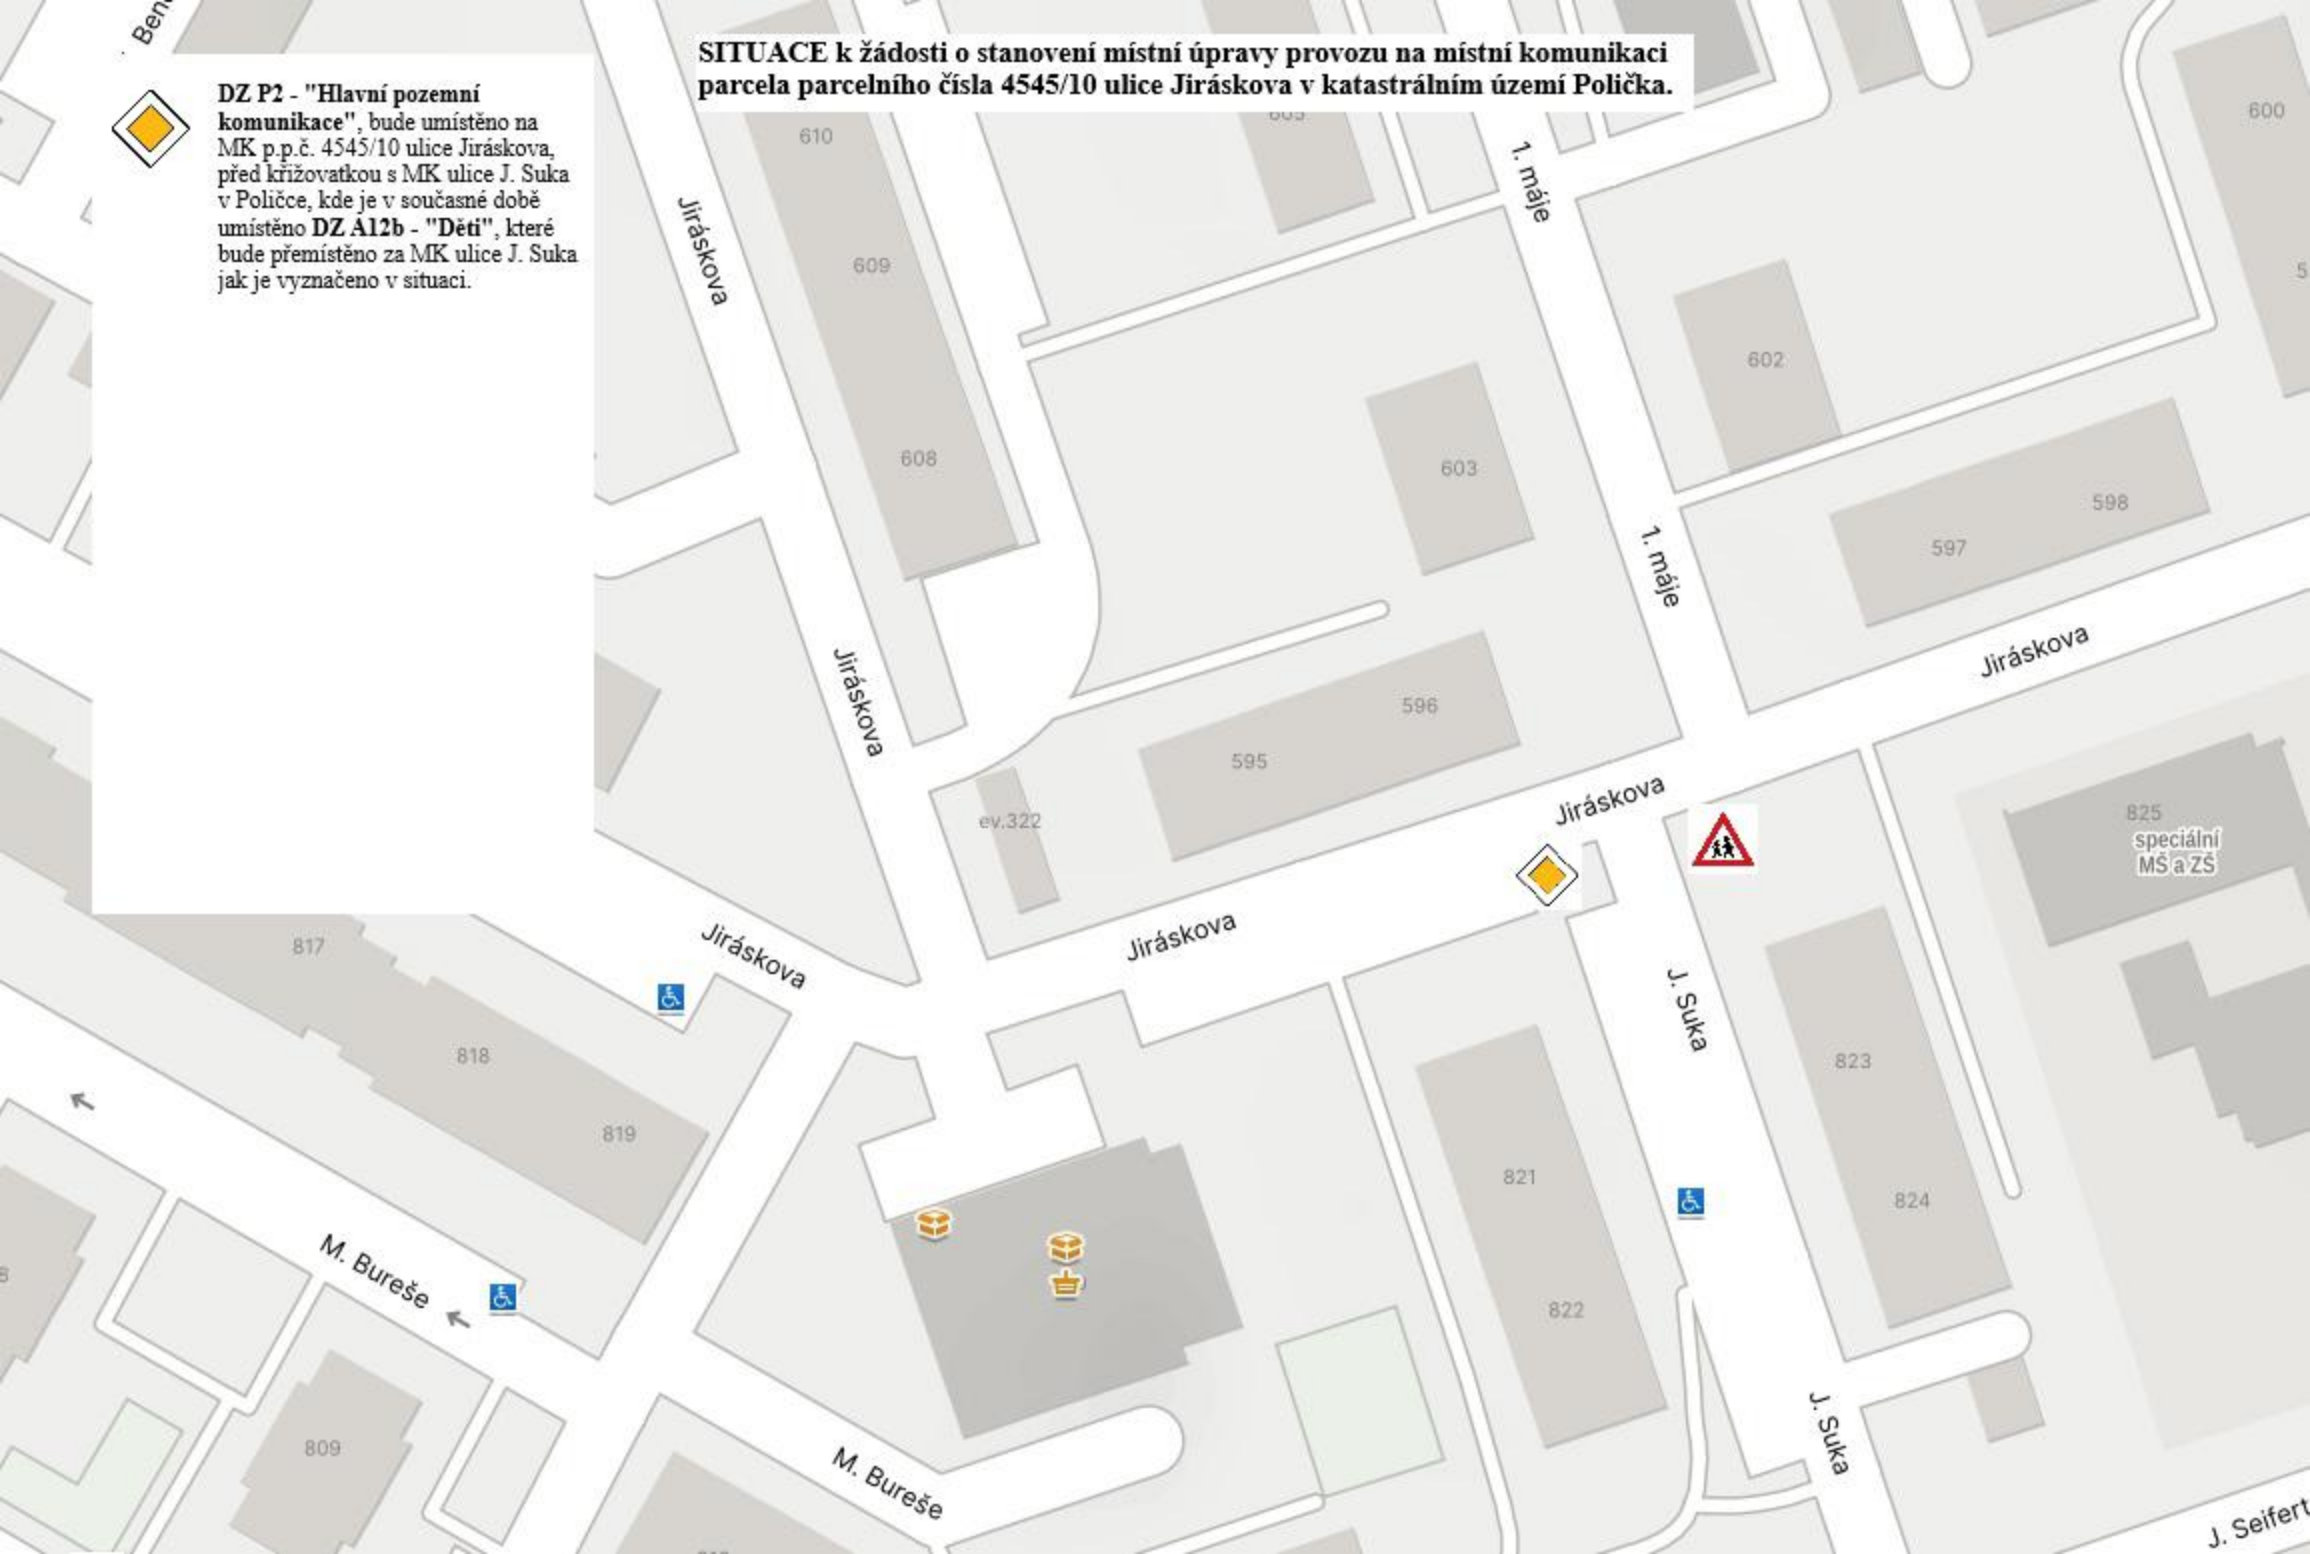 SITUACE k žádosti o stanovení místní úpravy provozu na místní komunikaci
parcela parcelního čísla 4545/10 ulice Jiráskova v katastrálním území Polička.
DZ P2 - "Hlavní pozemní
komunikace", bude umístěno na
MK p.p.č. 4545/10 ulice Jiráskova,
před křižovatkou s MK ulice J. Suka
v Poličce, kde je v současné době
umístěno DZ A12b - "Děti", které
bude přemístěno za MK ulice J. Suka
jak je vyznačeno v situaci.
610
600
1. máje
Jiráskova
609
602
608
603
598
597
1. máje
Jiráskova
Jiráskova
596
595
Jiráskova
ev.322
825
speciální
MŠ a ZŠ
Jiráskova
Jiráskova
817
J. Suka
818
823
819
821
824
M. Bureše
822
809
J. Suka
M. Bureše
J. Seifert